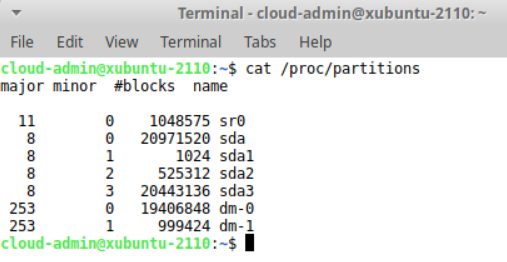 Terminal - cloud-admin@xubuntu-2110: ~
File Edit View Terminal Tabs Help
cloud-admin@xubuntu-2110:~$ cat /proc/partitions
major minor  #blocks  name

  11        0    1048575 sr0
   8        0   20971520 sda
   8        1       1024 sda1
   8        2     525312 sda2
   8        3   20443136 sda3
 253        0   19406848 dm-0
 253        1     999424 dm-1
cloud-admin@xubuntu-2110:~$